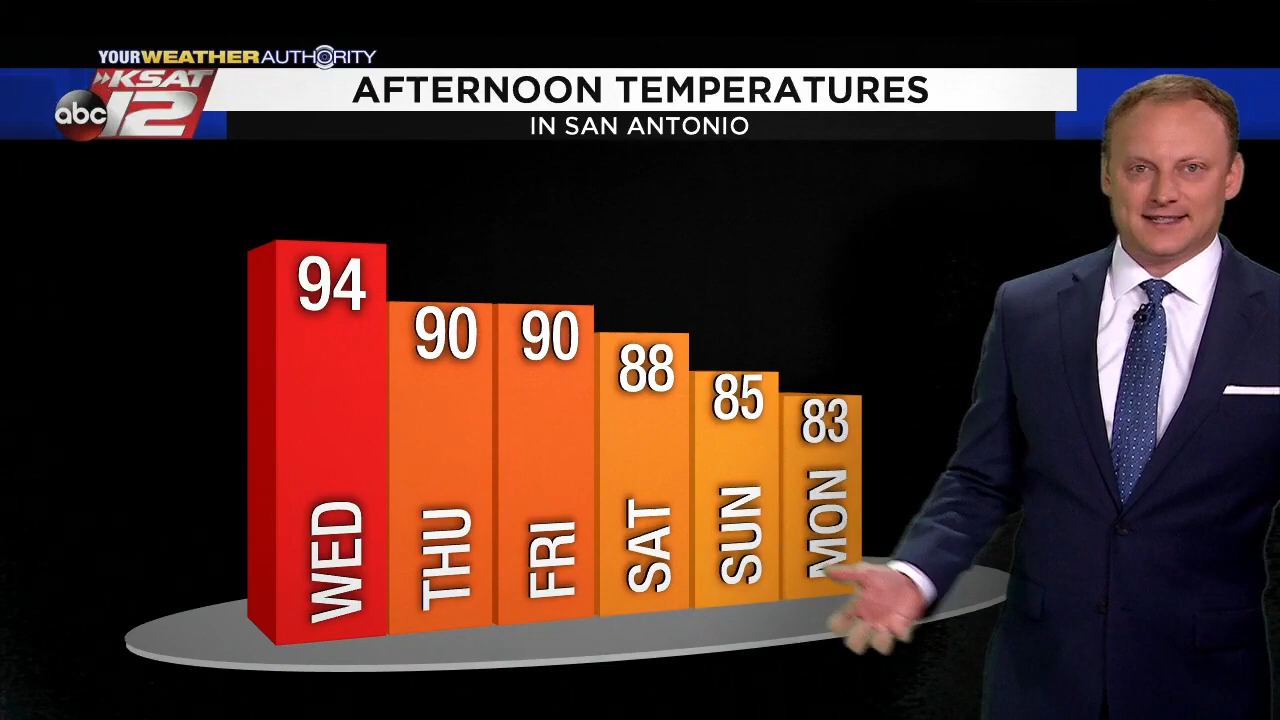 YOURWEATHERAUTHORITY
KSAT
abc 12
AFTERNOON TEMPERATURES
IN SAN ANTONIO
94
90
90
88
85
83
WED
THU
FRI
SAT
SUN
MON